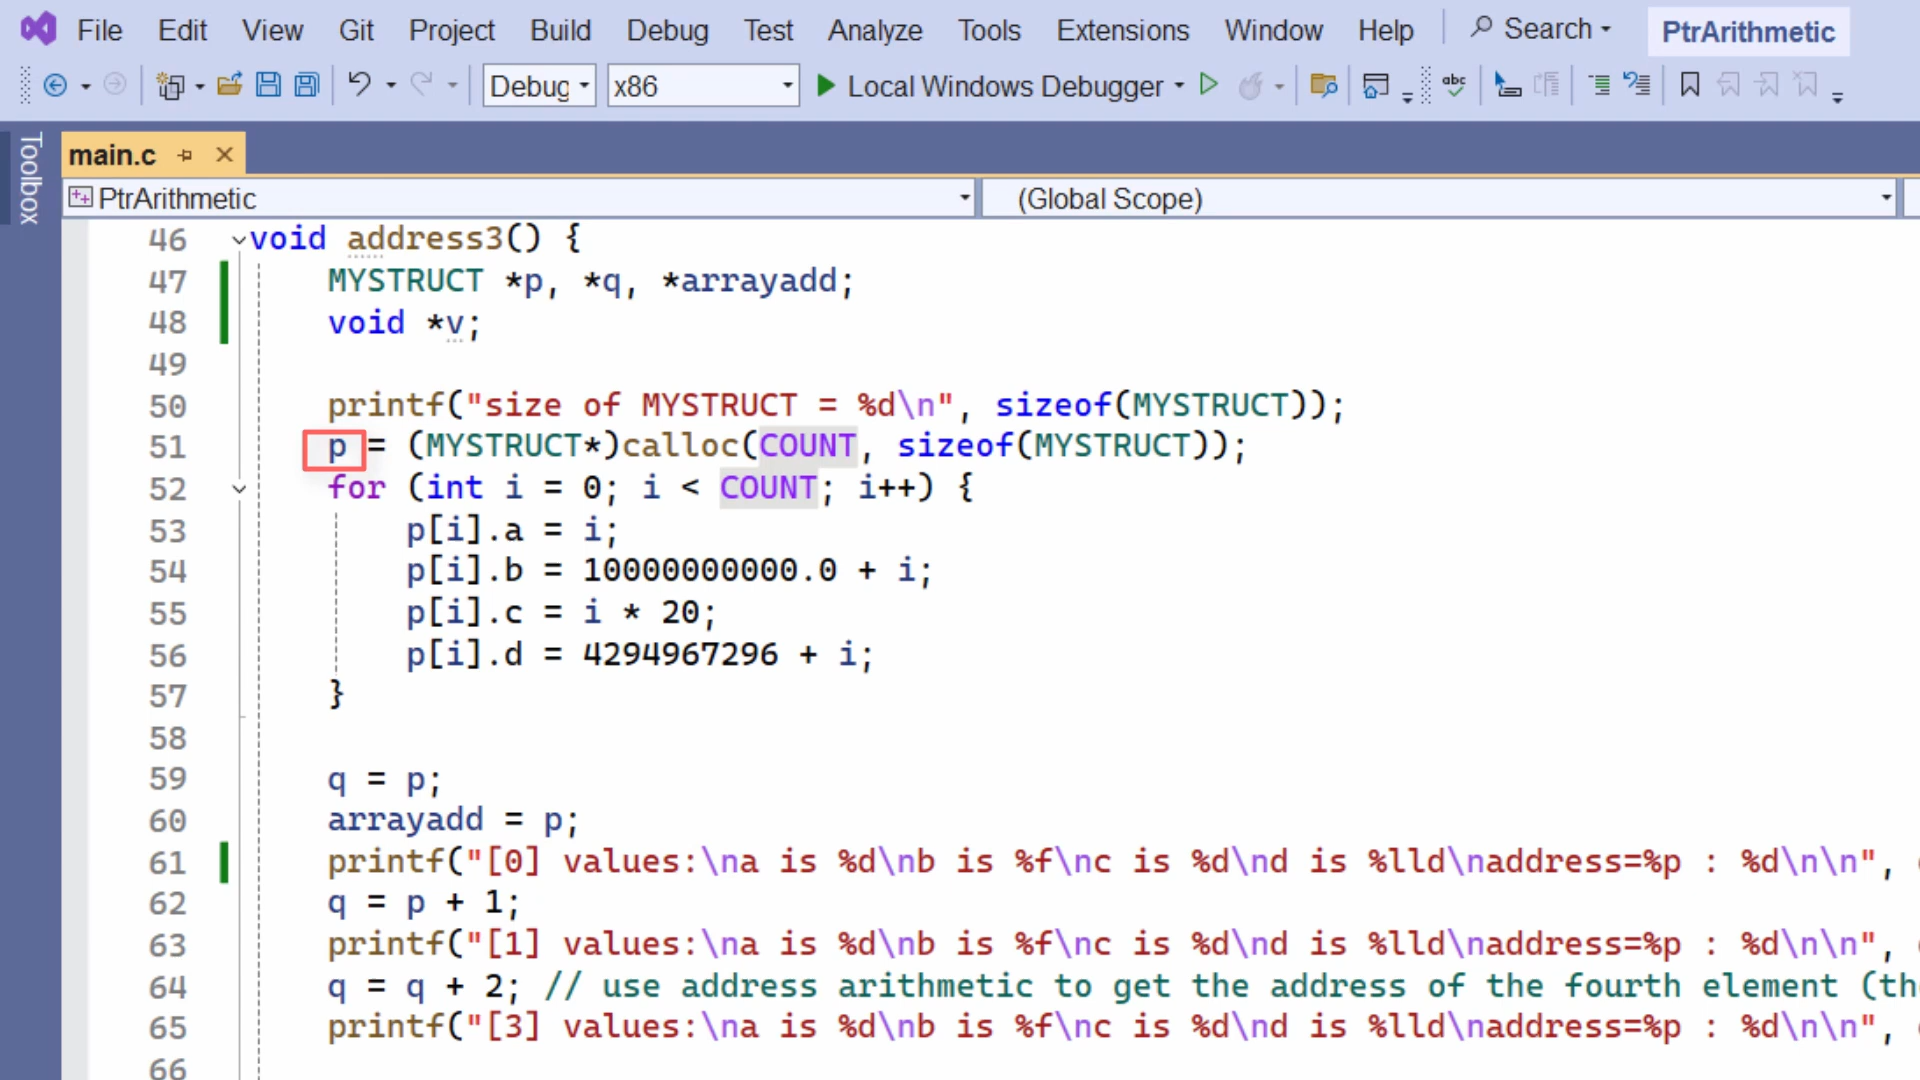 File Edit View Git Project Build Debug Test Analyze Tools Extensions Window Help Search PtrArithmetic
Debug x86 Local Windows Debugger abc
Toolbox
main.c
PtrArithmetic (Global Scope)
46 void address3() {
47 MYSTRUCT *p, *q, *arrayadd;
48 void *v;
49
50 printf("size of MYSTRUCT = %d\n", sizeof(MYSTRUCT));
51 p = (MYSTRUCT*)calloc(COUNT, sizeof(MYSTRUCT));
52 for (int i = 0; i < COUNT; i++) {
53 p[i].a = i;
54 p[i].b = 10000000000.0 + i;
55 p[i].c = i * 20;
56 p[i].d = 4294967296 + i;
57 }
58
59 q = p;
60 arrayadd = p;
61 printf("[0] values:\na is %d\nb is %f\nc is %d\nd is %lld\naddress=%p : %d\n\n",
62 q = p + 1;
63 printf("[1] values:\na is %d\nb is %f\nc is %d\nd is %lld\naddress=%p : %d\n\n",
64 q = q + 2; // use address arithmetic to get the address of the fourth element (th
65 printf("[3] values:\na is %d\nb is %f\nc is %d\nd is %lld\naddress=%p : %d\n\n",
66